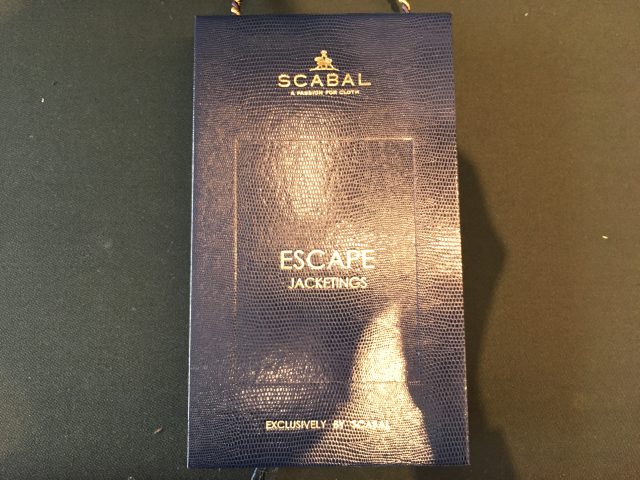 SCABAL
A PASSION FOR CLOTH
ESCAPE
JACKETINGS
EXCLUSIVELY BY SCABAL